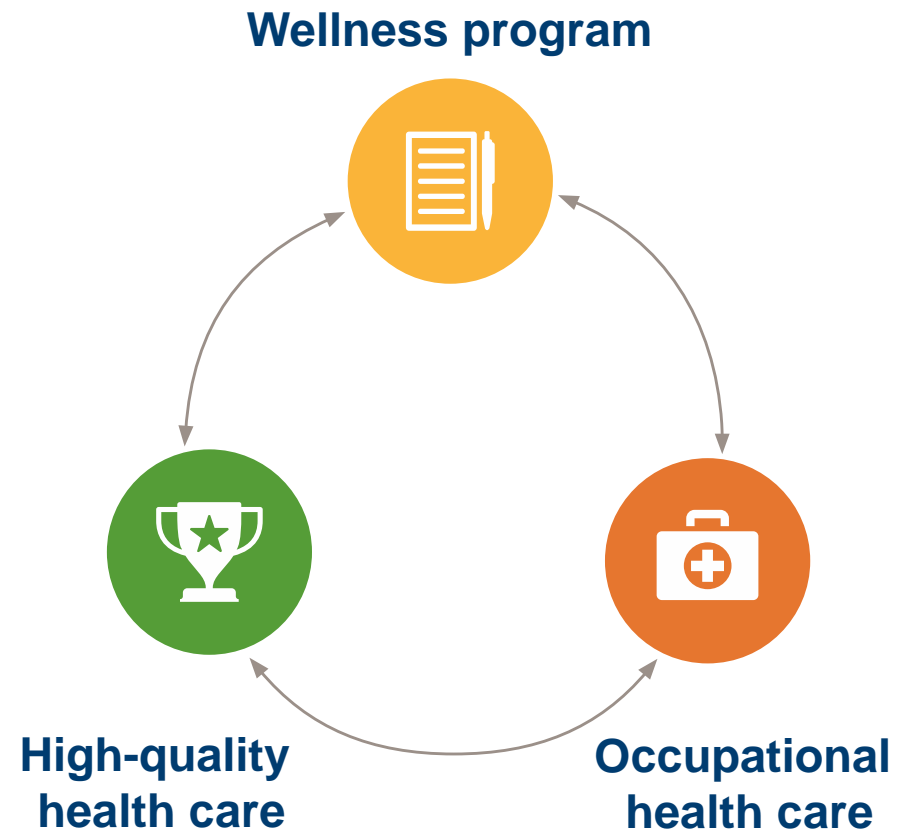 Wellness program
High-quality
health care
Occupational
health care